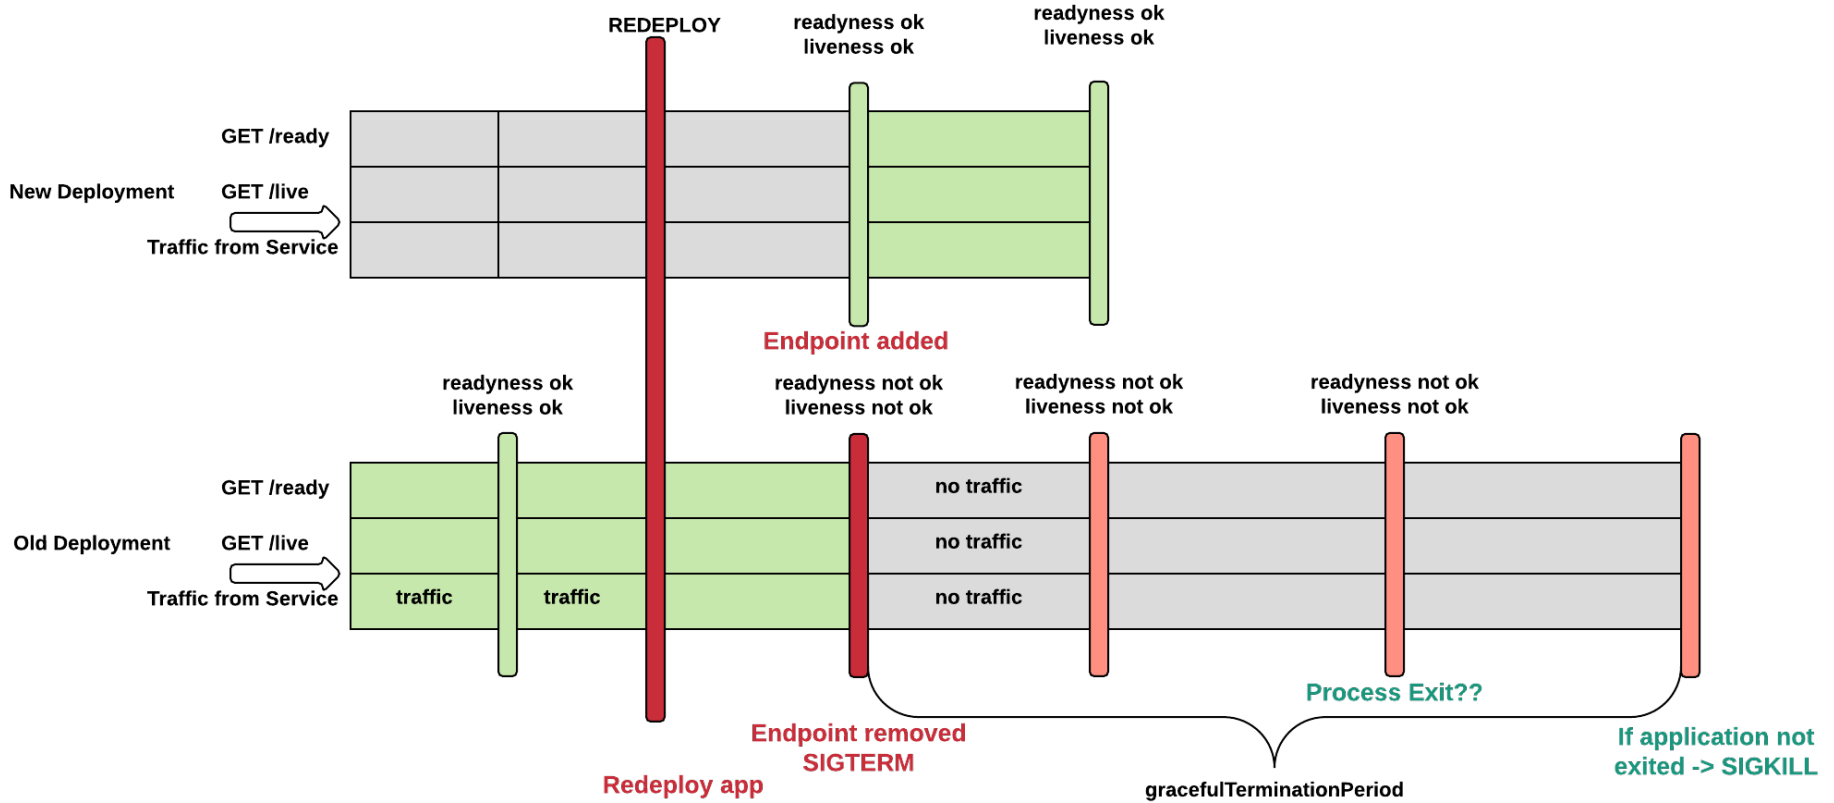 REDEPLOY
readyness ok
liveness ok
readyness ok
liveness ok
GET /ready
New Deployment
GET /live
Traffic from Service
Endpoint added
readyness ok
liveness ok
readyness not ok
liveness not ok
readyness not ok
liveness not ok
readyness not ok
liveness not ok
GET /ready
no traffic
Old Deployment
GET /live
no traffic
Traffic from Service
traffic
traffic
no traffic
Process Exit??
Endpoint removed
SIGTERM
Redeploy app
If application not
exited -> SIGKILL
gracefulTerminationPeriod